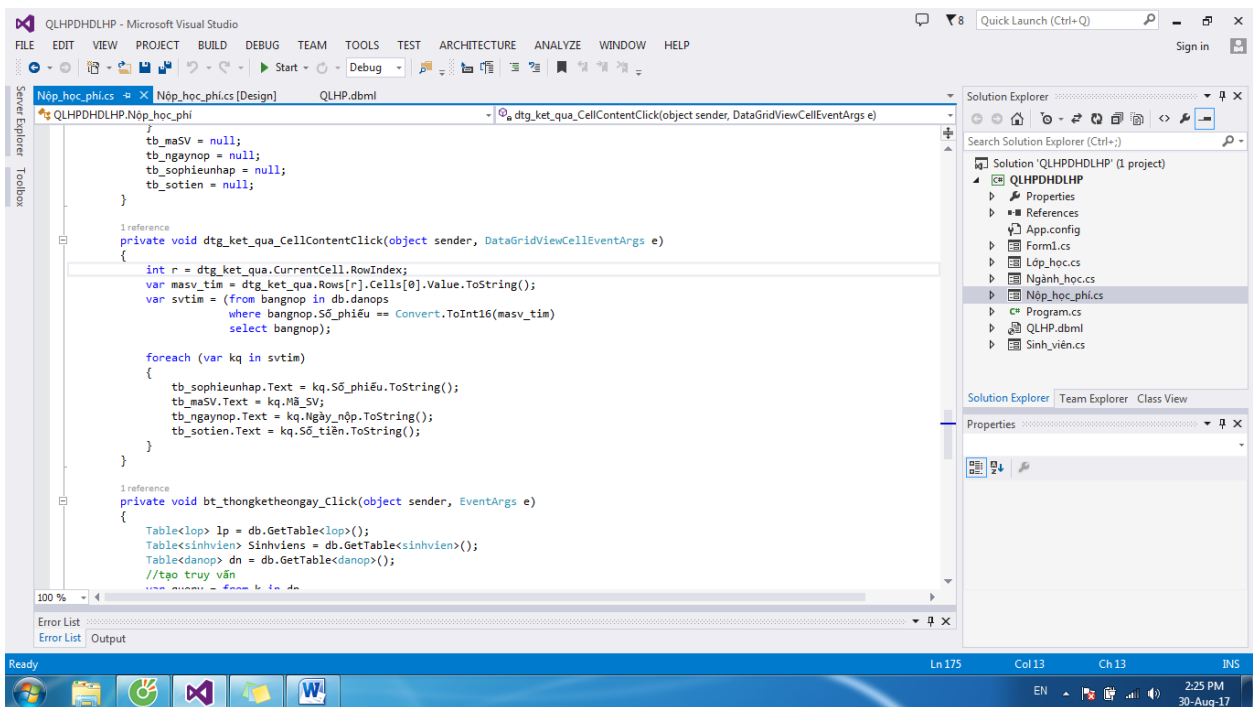 QLHPDHDLHP - Microsoft Visual Studio
8
Quick Launch (Ctrl+Q)
FILE EDIT VIEW PROJECT BUILD DEBUG TEAM TOOLS TEST ARCHITECTURE ANALYZE WINDOW HELP
Sign in
Start
Debug
Server Explorer
Toolbox
Nộp_học_phí.cs
Nộp_học_phí.cs [Design]
QLHP.dbml
QLHPDHDLHP.Nộp_học_phí
dtg_ket_qua_CellContentClick(object sender, DataGridViewCellEventArgs e)
}
tb_maSV = null;
tb_ngaynop = null;
tb_sophieunhap = null;
tb_sotien = null;
}
1 reference
private void dtg_ket_qua_CellContentClick(object sender, DataGridViewCellEventArgs e)
{
int r = dtg_ket_qua.CurrentCell.RowIndex;
var masv_tim = dtg_ket_qua.Rows[r].Cells[0].Value.ToString();
var svtim = (from bangnop in db.danops
where bangnop.Số_phiếu == Convert.ToInt16(masv_tim)
select bangnop);
foreach (var kq in svtim)
{
tb_sophieunhap.Text = kq.Số_phiếu.ToString();
tb_maSV.Text = kq.Mã_SV;
tb_ngaynop.Text = kq.Ngày_nộp.ToString();
tb_sotien.Text = kq.Số_tiền.ToString();
}
}
1 reference
private void bt_thongketheongay_Click(object sender, EventArgs e)
{
Table<lop> lp = db.GetTable<lop>();
Table<sinhvien> Sinhviens = db.GetTable<sinhvien>();
Table<danop> dn = db.GetTable<danop>();
//tạo truy vấn
var query = from k in dn
100 %
Error List
Error List Output
Solution Explorer
Search Solution Explorer (Ctrl+;)
Solution 'QLHPDHDLHP' (1 project)
C# QLHPDHDLHP
Properties
References
App.config
Form1.cs
Lớp_học.cs
Ngành_học.cs
Nộp_học_phí.cs
C# Program.cs
QLHP.dbml
Sinh_viên.cs
Solution Explorer Team Explorer Class View
Properties
Ready
Ln 175
Col 13
Ch 13
INS
EN
2:25 PM
30-Aug-17